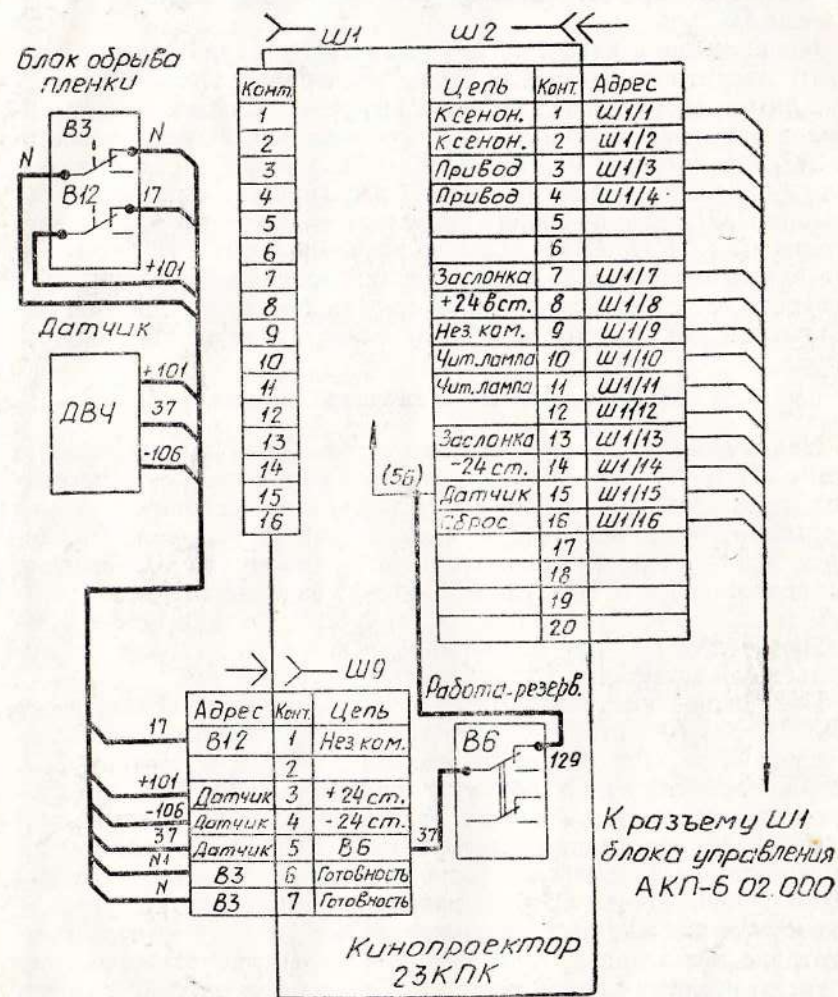 Ш1
Ш2
Блок обрыва
пленки
В3
N
N
В12
17
+101
Датчик
ДВЧ
+101
37
-106
Конт.
1
2
3
4
5
6
7
8
9
10
11
12
13
14
15
16
Цепь Конт. Адрес
Ксенон. 1 Ш1/1
Ксенон. 2 Ш1/2
Привод 3 Ш1/3
Привод 4 Ш1/4
5
6
Заслонка 7 Ш1/7
+24 вст. 8 Ш1/8
Нез. ком. 9 Ш1/9
Чит. лампа 10 Ш1/10
Чит. лампа 11 Ш1/11
12 Ш1/12
Заслонка 13 Ш1/13
-24 ст. 14 Ш1/14
Датчик 15 Ш1/15
Сброс 16 Ш1/16
17
18
19
20
(56)
Ш9
Адрес Конт. Цепь
17 В12 1 Нез. ком.
2
+101 Датчик 3 +24 ст.
-106 Датчик 4 -24 ст.
37 Датчик 5 В6 37
N1 В3 6 Готовность
N В3 7 Готовность
Работа-резерв.
В6
129
К разъему Ш1
блока управления
АКП-6 02.000
Кинопроектор
23КПК